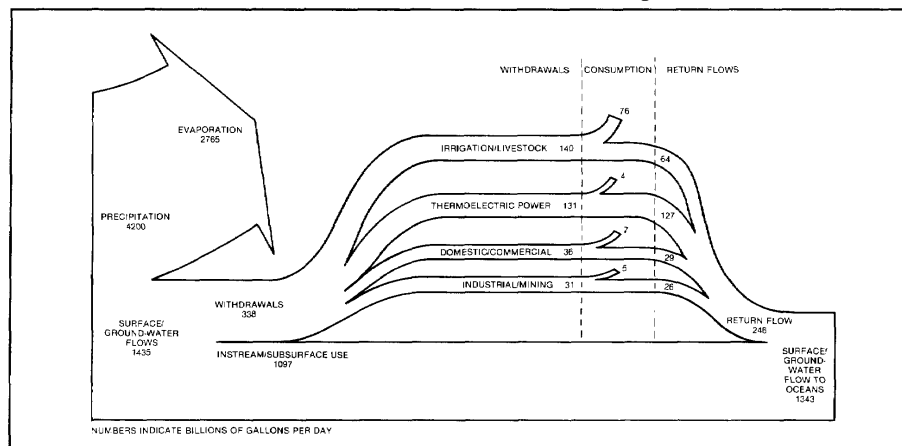 WITHDRAWALS
CONSUMPTION
RETURN FLOWS
EVAPORATION
2765
PRECIPITATION
4200
76
IRRIGATION/LIVESTOCK 140
64
4
THERMOELECTRIC POWER 131
127
7
DOMESTIC/COMMERCIAL 36
29
5
INDUSTRIAL/MINING 31
26
WITHDRAWALS
338
SURFACE/
GROUND-WATER
FLOWS
1435
INSTREAM/SUBSURFACE USE
1097
RETURN FLOW
248
SURFACE/
GROUND-
WATER
FLOW TO
OCEANS
1343
NUMBERS INDICATE BILLIONS OF GALLONS PER DAY